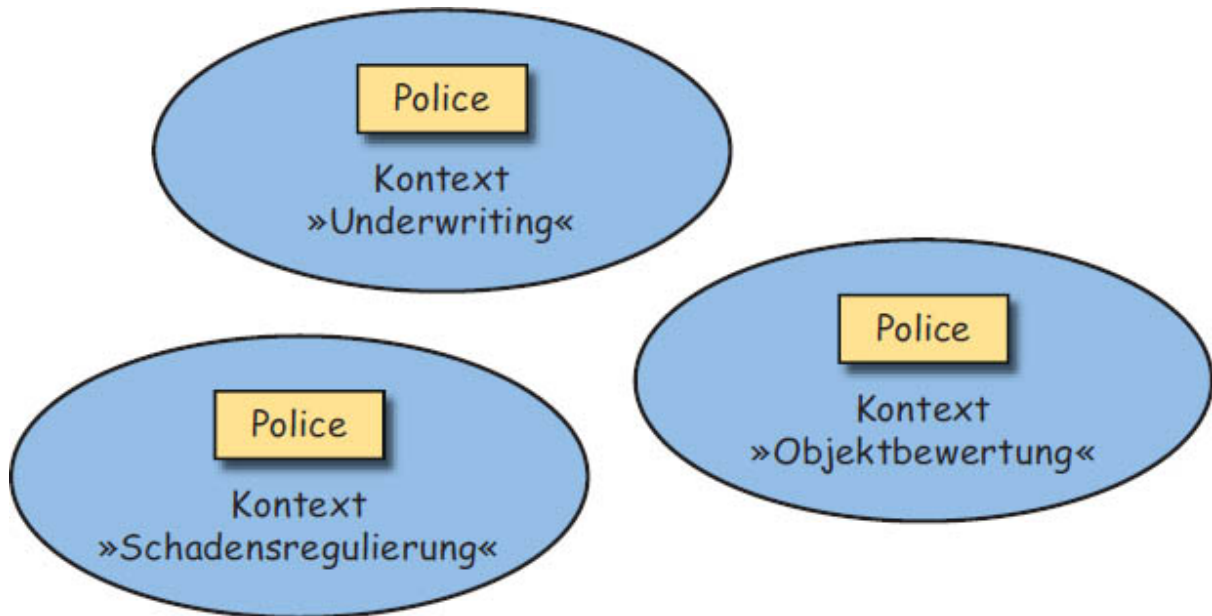 Police
Kontext
»Underwriting«
Police
Kontext
»Objektbewertung«
Police
Kontext
»Schadensregulierung«